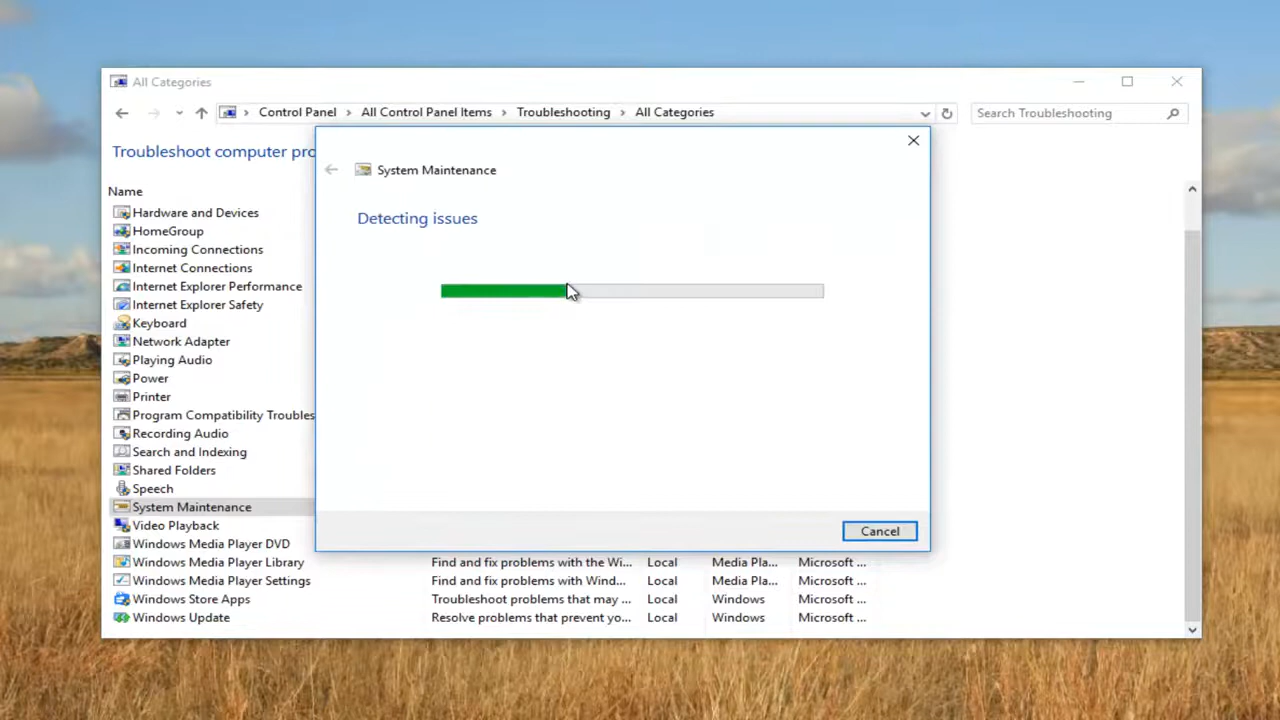 All Categories
Control Panel > All Control Panel Items > Troubleshooting > All Categories
Search Troubleshooting
Troubleshoot computer pro
System Maintenance
Detecting issues
Cancel
Name
Hardware and Devices
HomeGroup
Incoming Connections
Internet Connections
Internet Explorer Performance
Internet Explorer Safety
Keyboard
Network Adapter
Playing Audio
Power
Printer
Program Compatibility Troubles
Recording Audio
Search and Indexing
Shared Folders
Speech
System Maintenance
Video Playback
Windows Media Player DVD
Windows Media Player Library Find and fix problems with the Wi... Local Media Pla... Microsoft ...
Windows Media Player Settings Find and fix problems with Wind... Local Media Pla... Microsoft ...
Windows Store Apps Troubleshoot problems that may ... Local Windows Microsoft ...
Windows Update Resolve problems that prevent yo... Local Windows Microsoft ...